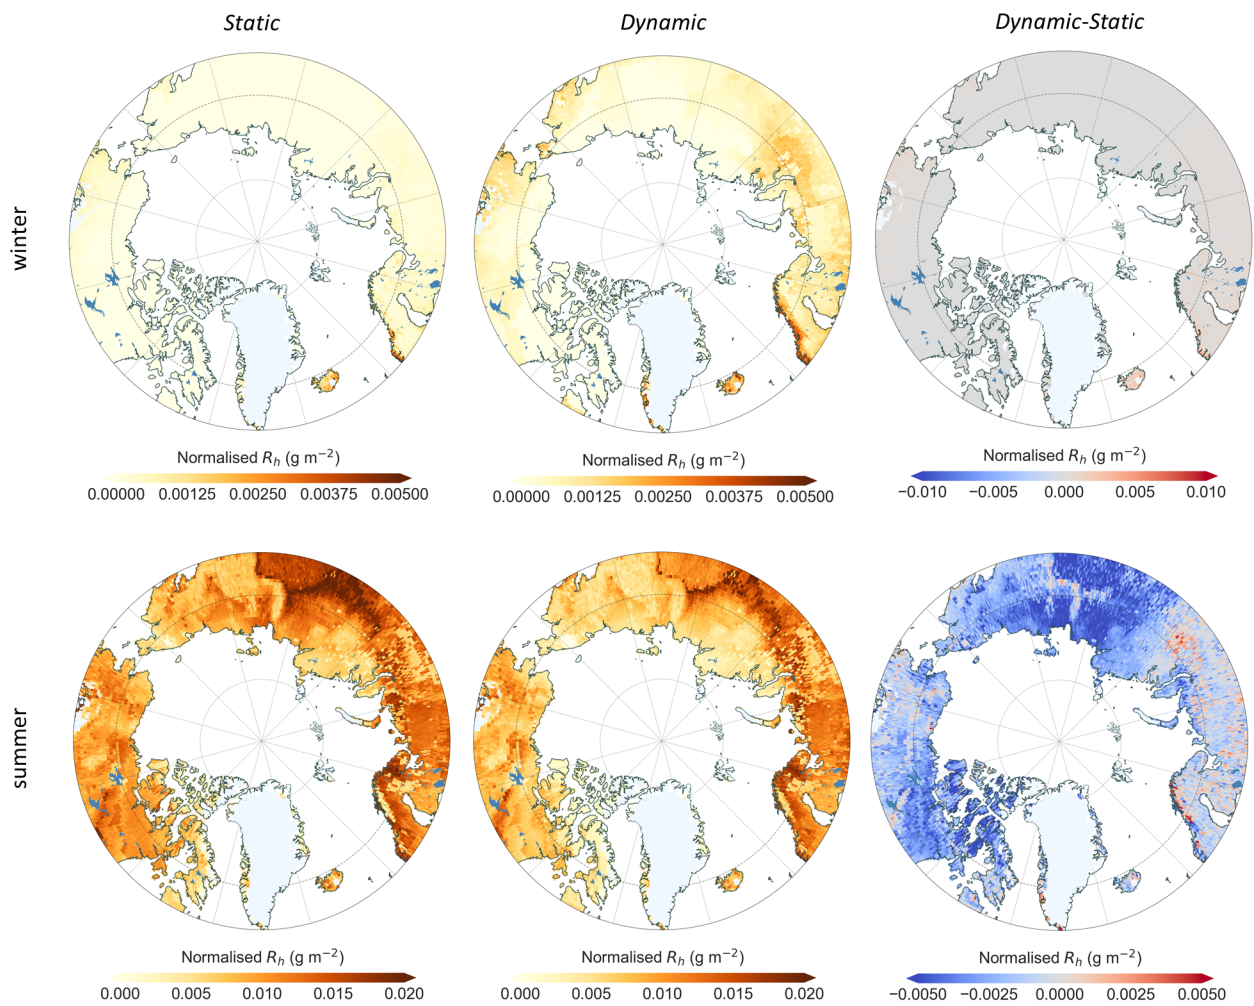 Static Dynamic Dynamic-Static
winter
Normalised Rₕ (g m⁻²) Normalised Rₕ (g m⁻²) Normalised Rₕ (g m⁻²)
0.00000 0.00125 0.00250 0.00375 0.00500 0.00000 0.00125 0.00250 0.00375 0.00500 −0.010 −0.005 0.000 0.005 0.010
summer
Normalised Rₕ (g m⁻²) Normalised Rₕ (g m⁻²) Normalised Rₕ (g m⁻²)
0.000 0.005 0.010 0.015 0.020 0.000 0.005 0.010 0.015 0.020 −0.0050 −0.0025 0.0000 0.0025 0.0050